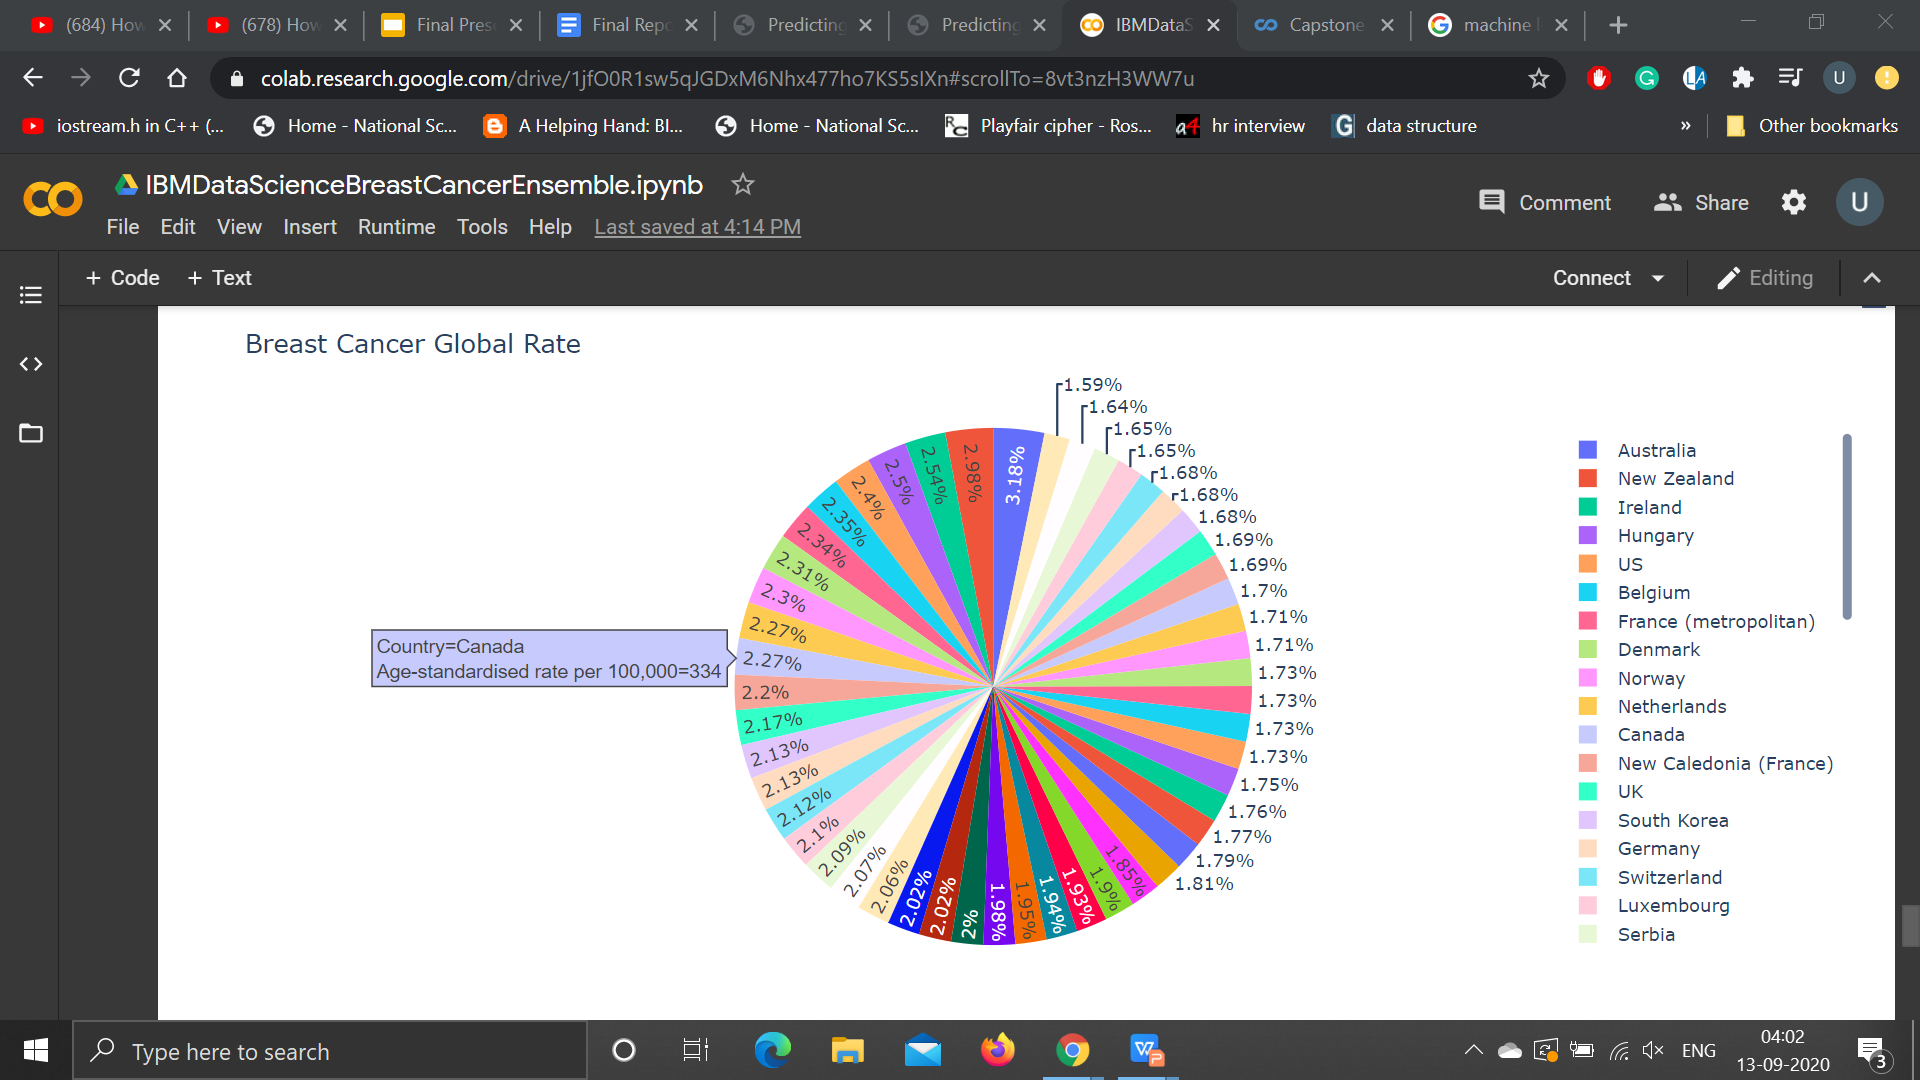 (684) How
(678) How
Final Pres
Final Repo
Predicting
Predicting
IBMDataS
Capstone
machine l
colab.research.google.com/drive/1jfO0R1sw5qJGDxM6Nhx477ho7KS5sIXn#scrollTo=8vt3nzH3WW7u
iostream.h in C++ (...
Home - National Sc...
A Helping Hand: Bl...
Home - National Sc...
Playfair cipher - Ros...
hr interview
data structure
»
Other bookmarks
IBMDataScienceBreastCancerEnsemble.ipynb
File Edit View Insert Runtime Tools Help Last saved at 4:14 PM
Comment Share U
+ Code + Text
Connect Editing
Breast Cancer Global Rate
1.59%
1.64%
1.65%
1.65%
1.68%
1.68%
1.68%
1.69%
1.69%
1.7%
1.71%
1.71%
1.73%
1.73%
1.73%
1.73%
1.75%
1.76%
1.77%
1.79%
1.81%
1.85%
1.9%
1.93%
1.94%
1.95%
1.98%
2%
2.02%
2.02%
2.06%
2.07%
2.09%
2.1%
2.12%
2.13%
2.13%
2.17%
2.2%
2.27%
2.27%
2.3%
2.31%
2.34%
2.35%
2.4%
2.5%
2.54%
2.98%
3.18%
Country=Canada
Age-standardised rate per 100,000=334
Australia
New Zealand
Ireland
Hungary
US
Belgium
France (metropolitan)
Denmark
Norway
Netherlands
Canada
New Caledonia (France)
UK
South Korea
Germany
Switzerland
Luxembourg
Serbia
Type here to search
ENG
04:02
13-09-2020
3